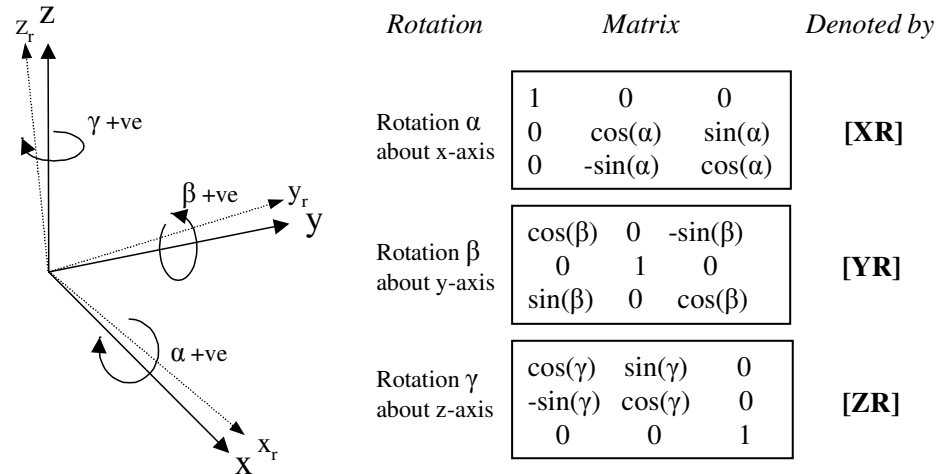 z
z_r
γ +ve
β +ve
y_r
y
α +ve
x_r
x
Rotation Matrix Denoted by
Rotation α
about x-axis
1 0 0
0 cos(α) sin(α)
0 -sin(α) cos(α)
[XR]
Rotation β
about y-axis
cos(β) 0 -sin(β)
0 1 0
sin(β) 0 cos(β)
[YR]
Rotation γ
about z-axis
cos(γ) sin(γ) 0
-sin(γ) cos(γ) 0
0 0 1
[ZR]